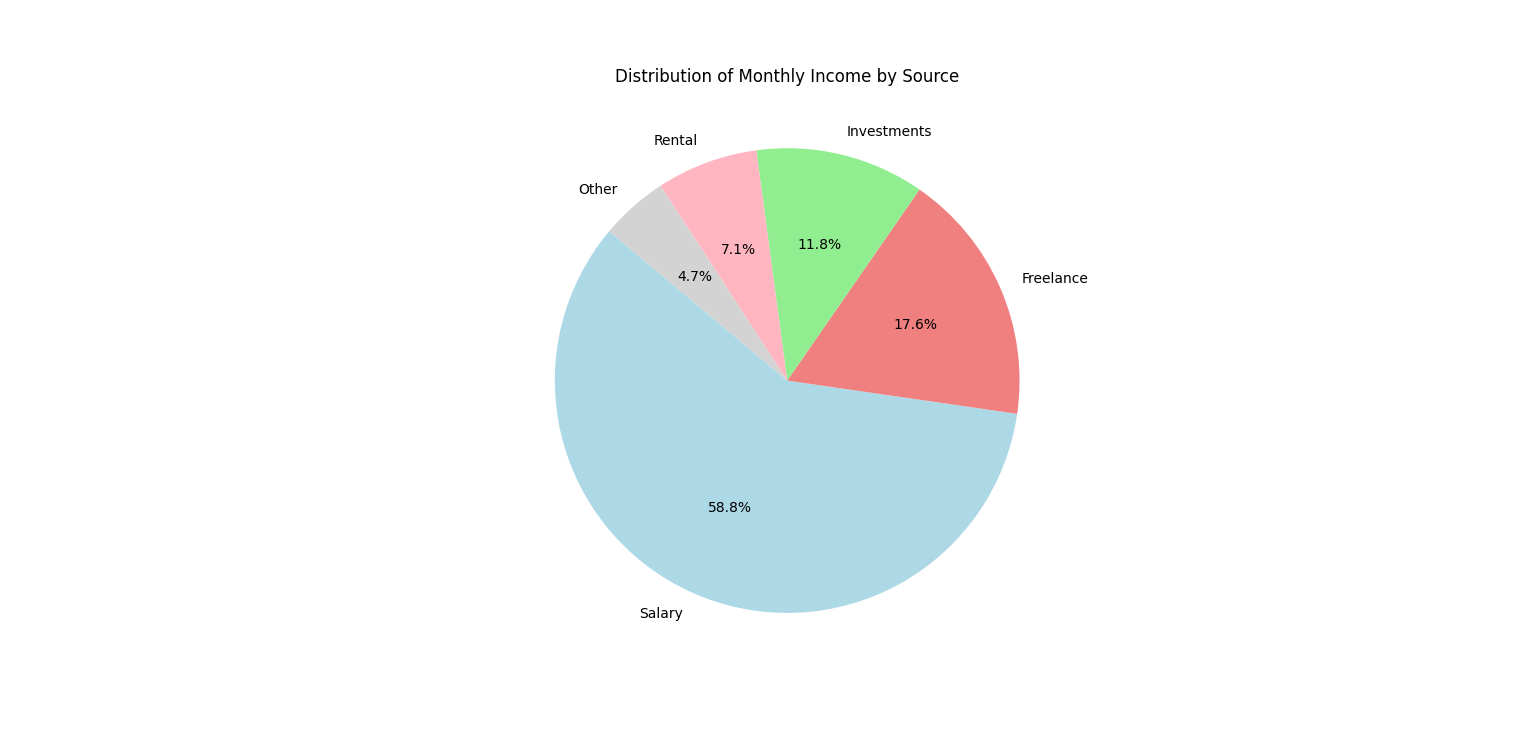 Distribution of Monthly Income by Source
Investments
Rental
Other
11.8%
7.1%
4.7%
Freelance
17.6%
58.8%
Salary